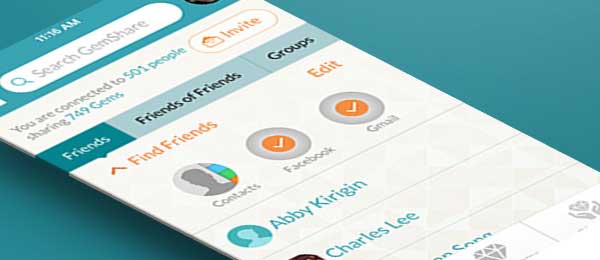 11:16 AM
Search GemShare
You are connected to 501 people
sharing 749 Gems
Invite
Friends
Friends of Friends
Groups
Find Friends
Edit
Contacts
Facebook
Gmail
Abby Kirigin
Charles Lee
Song